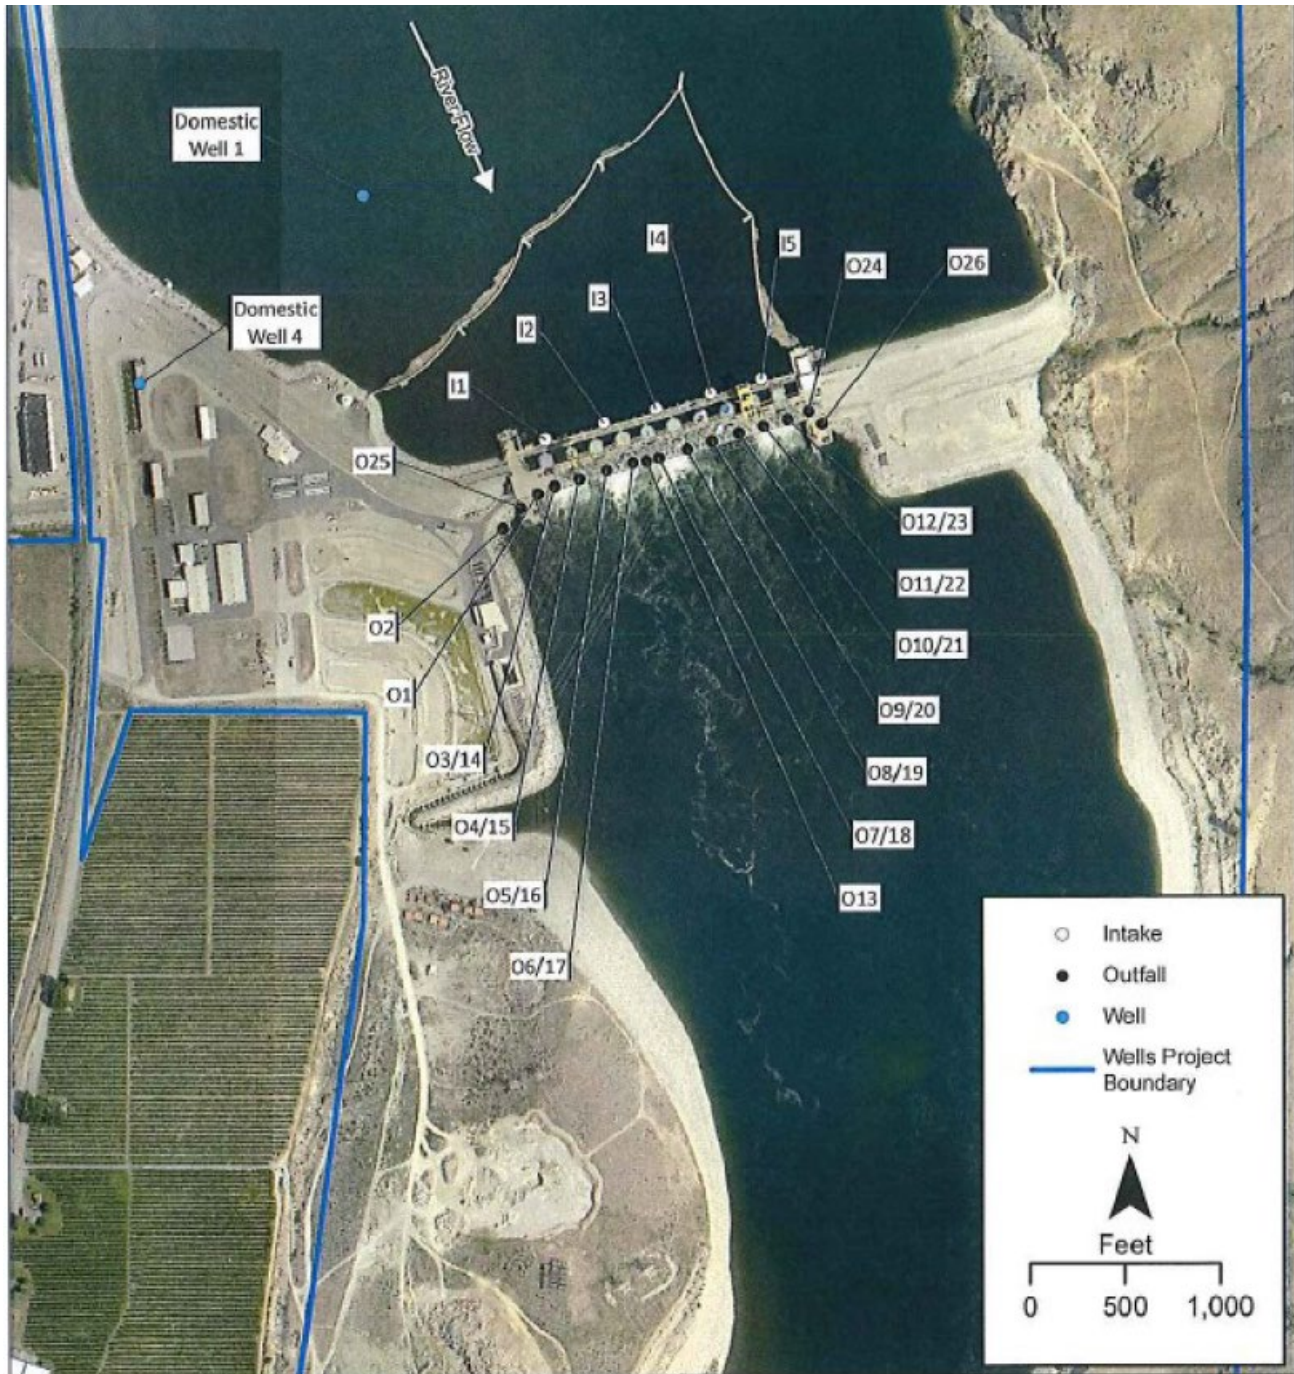 River Flow
Domestic
Well 1
I4
I5
O24
O26
I3
Domestic
Well 4
I2
I1
O25
O12/23
O11/22
O2
O10/21
O1
O9/20
O3/14
O8/19
O4/15
O7/18
O5/16
O13
O6/17
Intake
Outfall
Well
Wells Project
Boundary
N
Feet
0 500 1,000